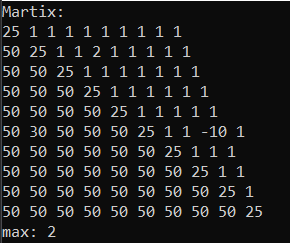 Martix:
25 1 1 1 1 1 1 1 1 1
50 25 1 1 2 1 1 1 1 1
50 50 25 1 1 1 1 1 1 1
50 50 50 25 1 1 1 1 1 1
50 50 50 50 25 1 1 1 1 1
50 30 50 50 50 25 1 1 -10 1
50 50 50 50 50 50 25 1 1 1
50 50 50 50 50 50 50 25 1 1
50 50 50 50 50 50 50 50 25 1
50 50 50 50 50 50 50 50 50 25
max: 2